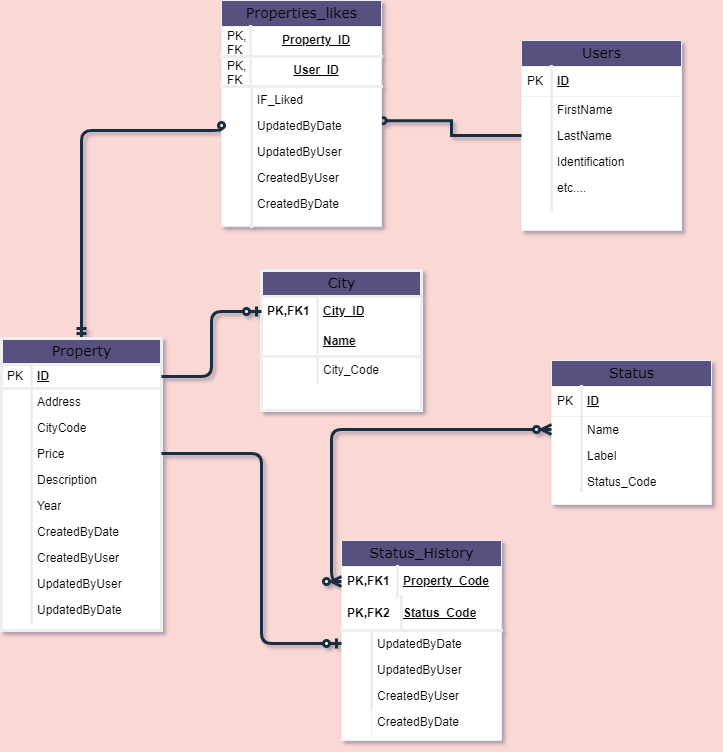 Properties_likes
PK, FK Property_ID
PK, FK User_ID
IF_Liked
UpdatedByDate
UpdatedByUser
CreatedByUser
CreatedByDate
Users
PK ID
FirstName
LastName
Identification
etc....
City
PK,FK1 City_ID
Name
City_Code
Property
PK ID
Address
CityCode
Price
Description
Year
CreatedByDate
CreatedByUser
UpdatedByUser
UpdatedByDate
Status
PK ID
Name
Label
Status_Code
Status_History
PK,FK1 Property_Code
PK,FK2 Status_Code
UpdatedByDate
UpdatedByUser
CreatedByUser
CreatedByDate